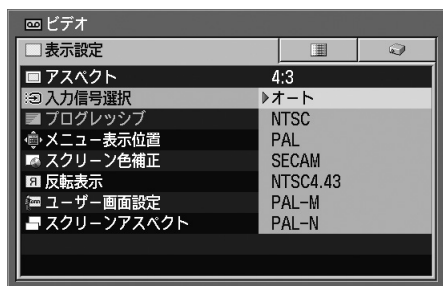 ビデオ
表示設定
アスペクト 4:3
入力信号選択 オート
プログレッシブ NTSC
メニュー表示位置 PAL
スクリーン色補正 SECAM
反転表示 NTSC4.43
ユーザー画面設定 PAL-M
スクリーンアスペクト PAL-N